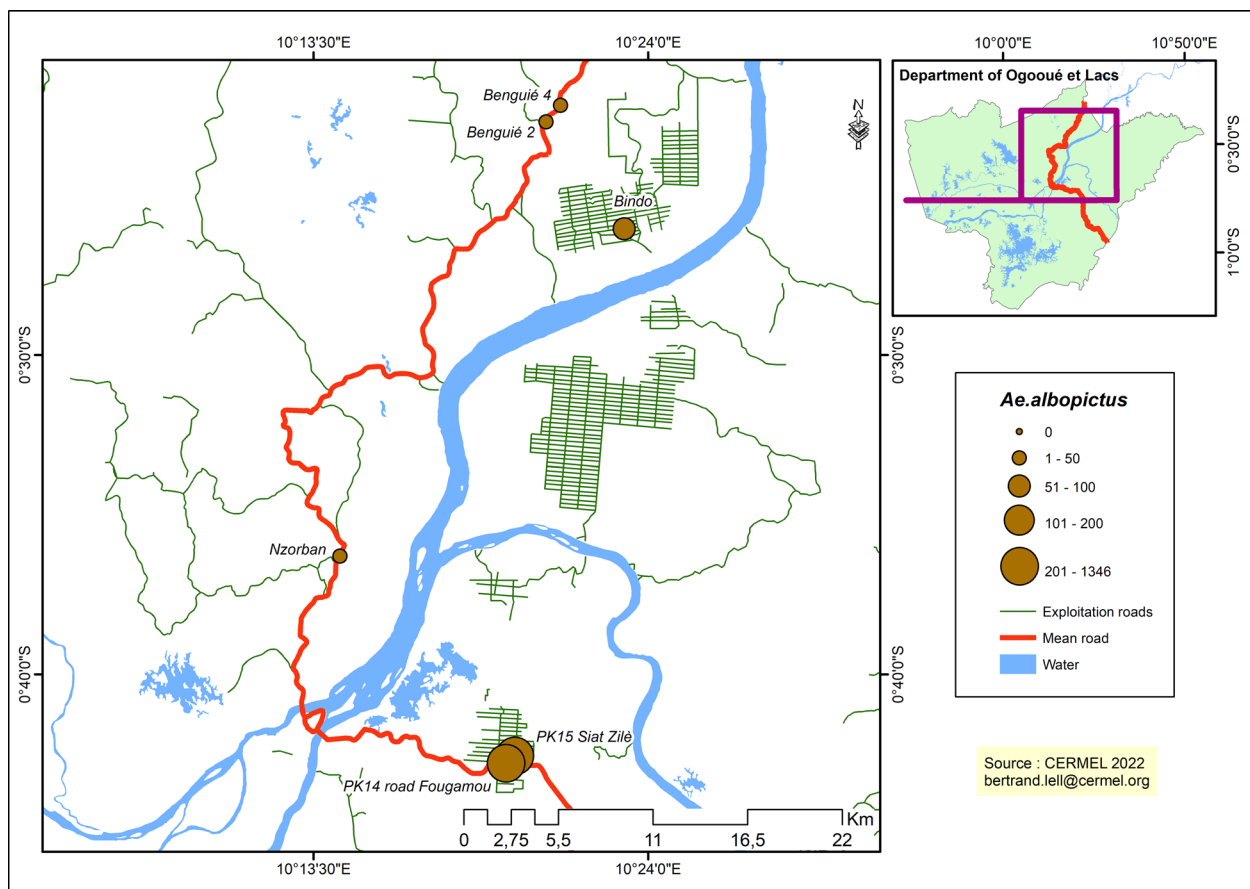 10°13'30"E
10°24'0"E
Benguié 4
Benguié 2
Bindo
0°30'0"S
0°30'0"S
Nzorban
0°40'0"S
0°40'0"S
PK15 Siat Zilè
PK14 road Fougamou
Km
0
2,75
5,5
11
16,5
22
10°13'30"E
10°24'0"E
N
10°0'0"E
10°50'0"E
Department of Ogooué et Lacs
0°30'0"S
1°0'0"S
Ae.albopictus
0
1 - 50
51 - 100
101 - 200
201 - 1346
Exploitation roads
Mean road
Water
Source : CERMEL 2022
bertrand.lell@cermel.org